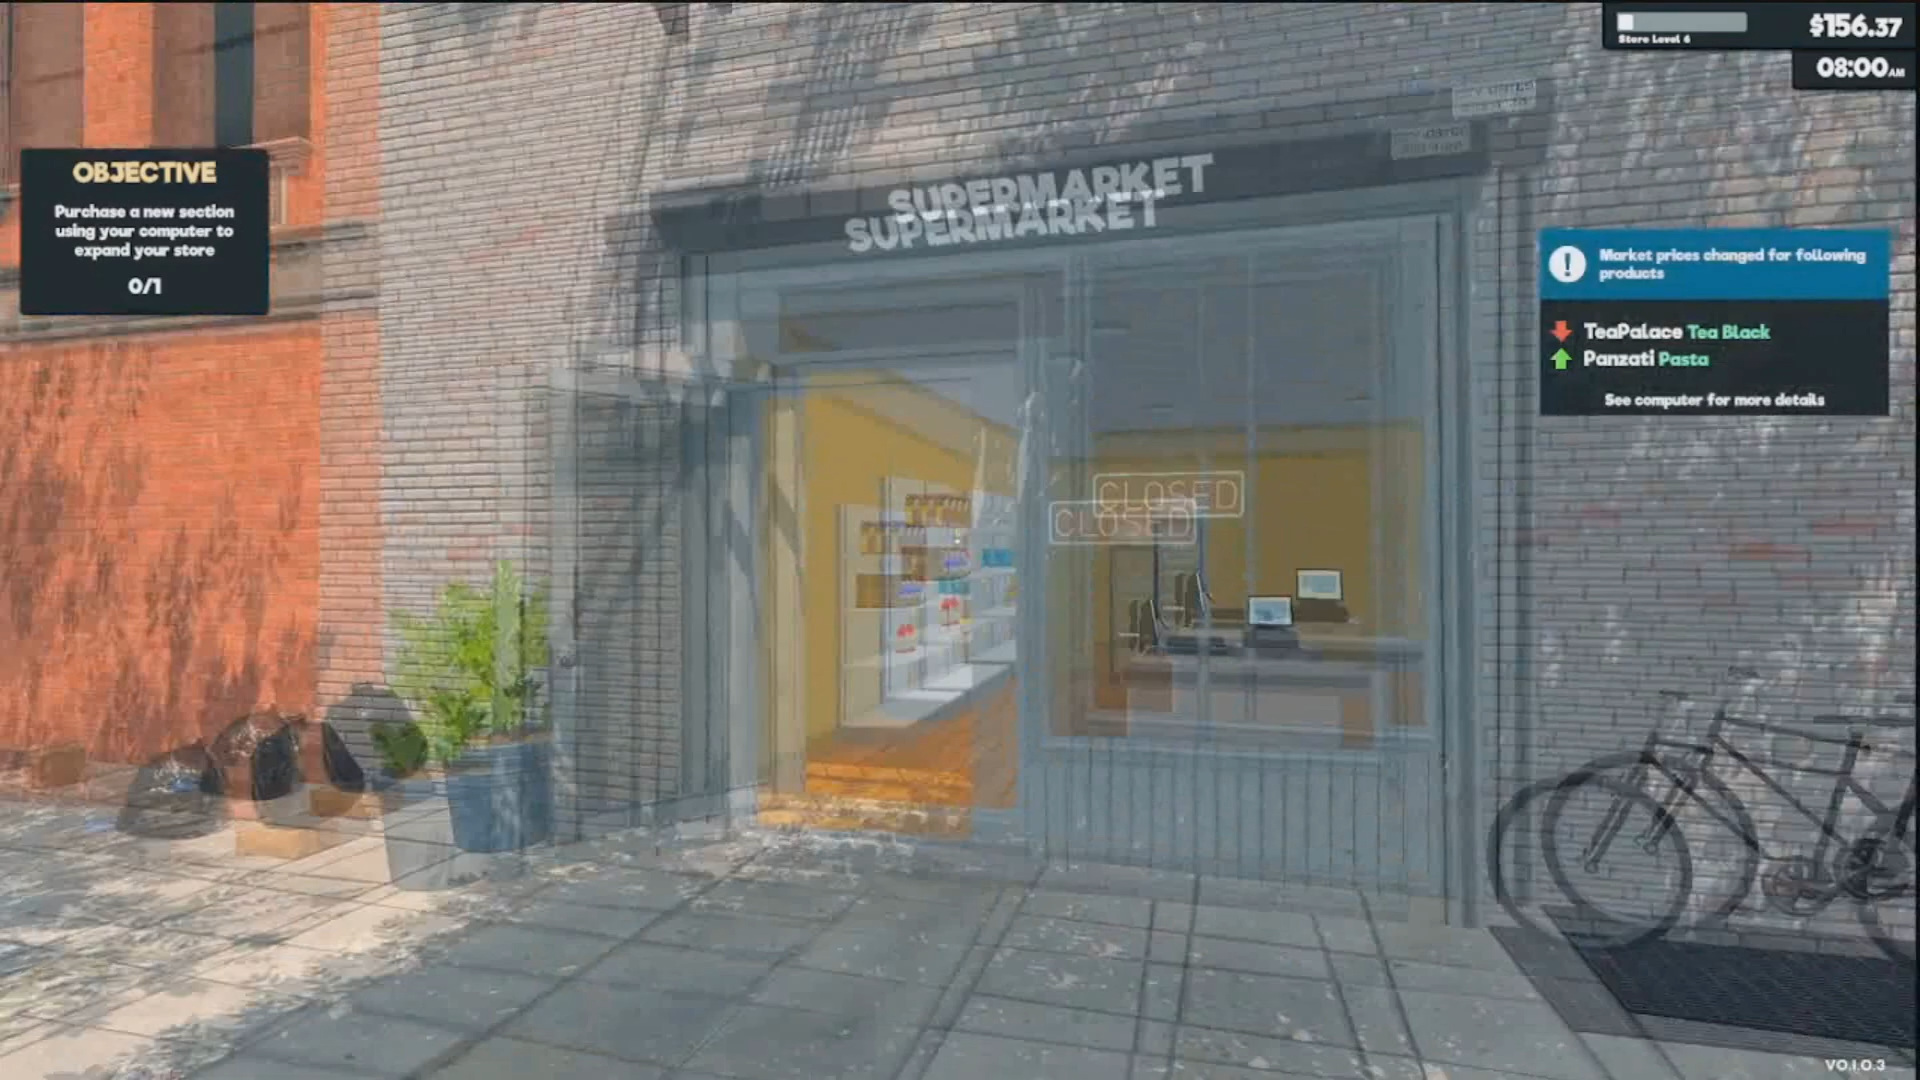 $156.37
Store Level 6
08:00AM
OBJECTIVE
Purchase a new section
using your computer to
expand your store
0/1
SUPERMARKET
SUPERMARKET
Market prices changed for following
products
TeaPalace Tea Black
Panzati Pasta
See computer for more details
CLOSED
CLOSED
V0.1.0.3